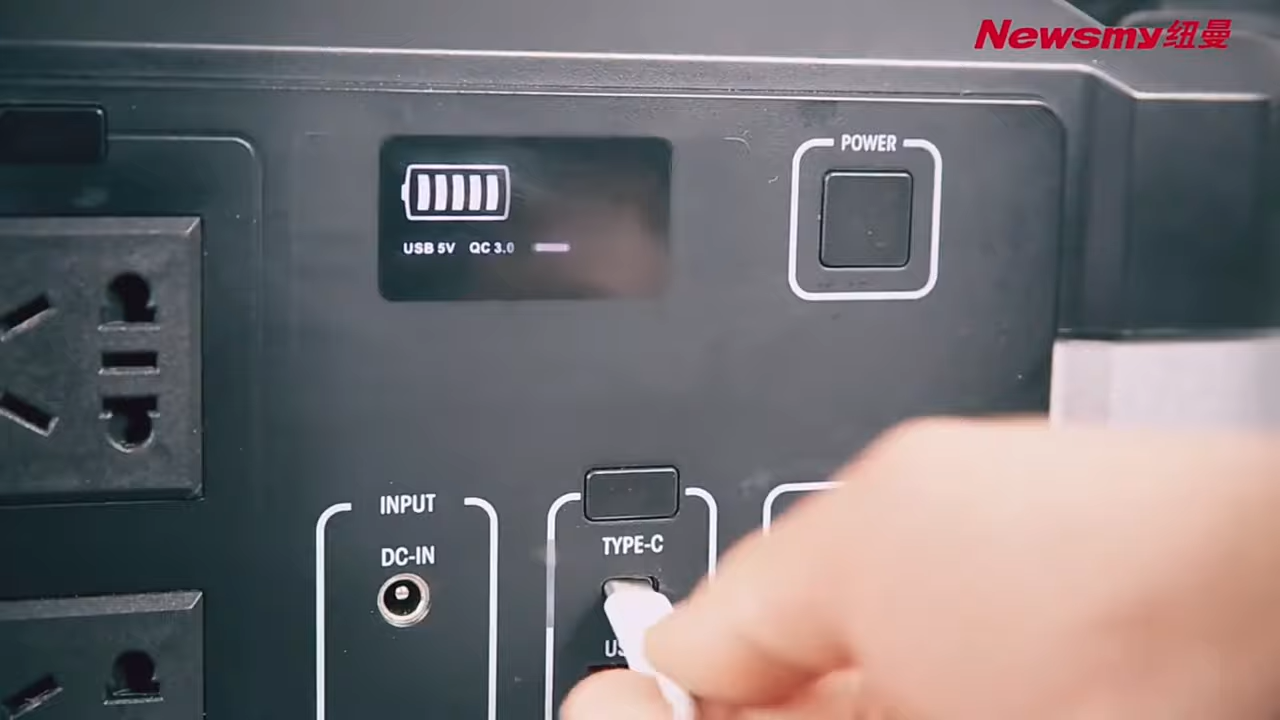 Newsmy纽曼
POWER
USB 5V QC 3.0
INPUT
DC-IN
TYPE-C